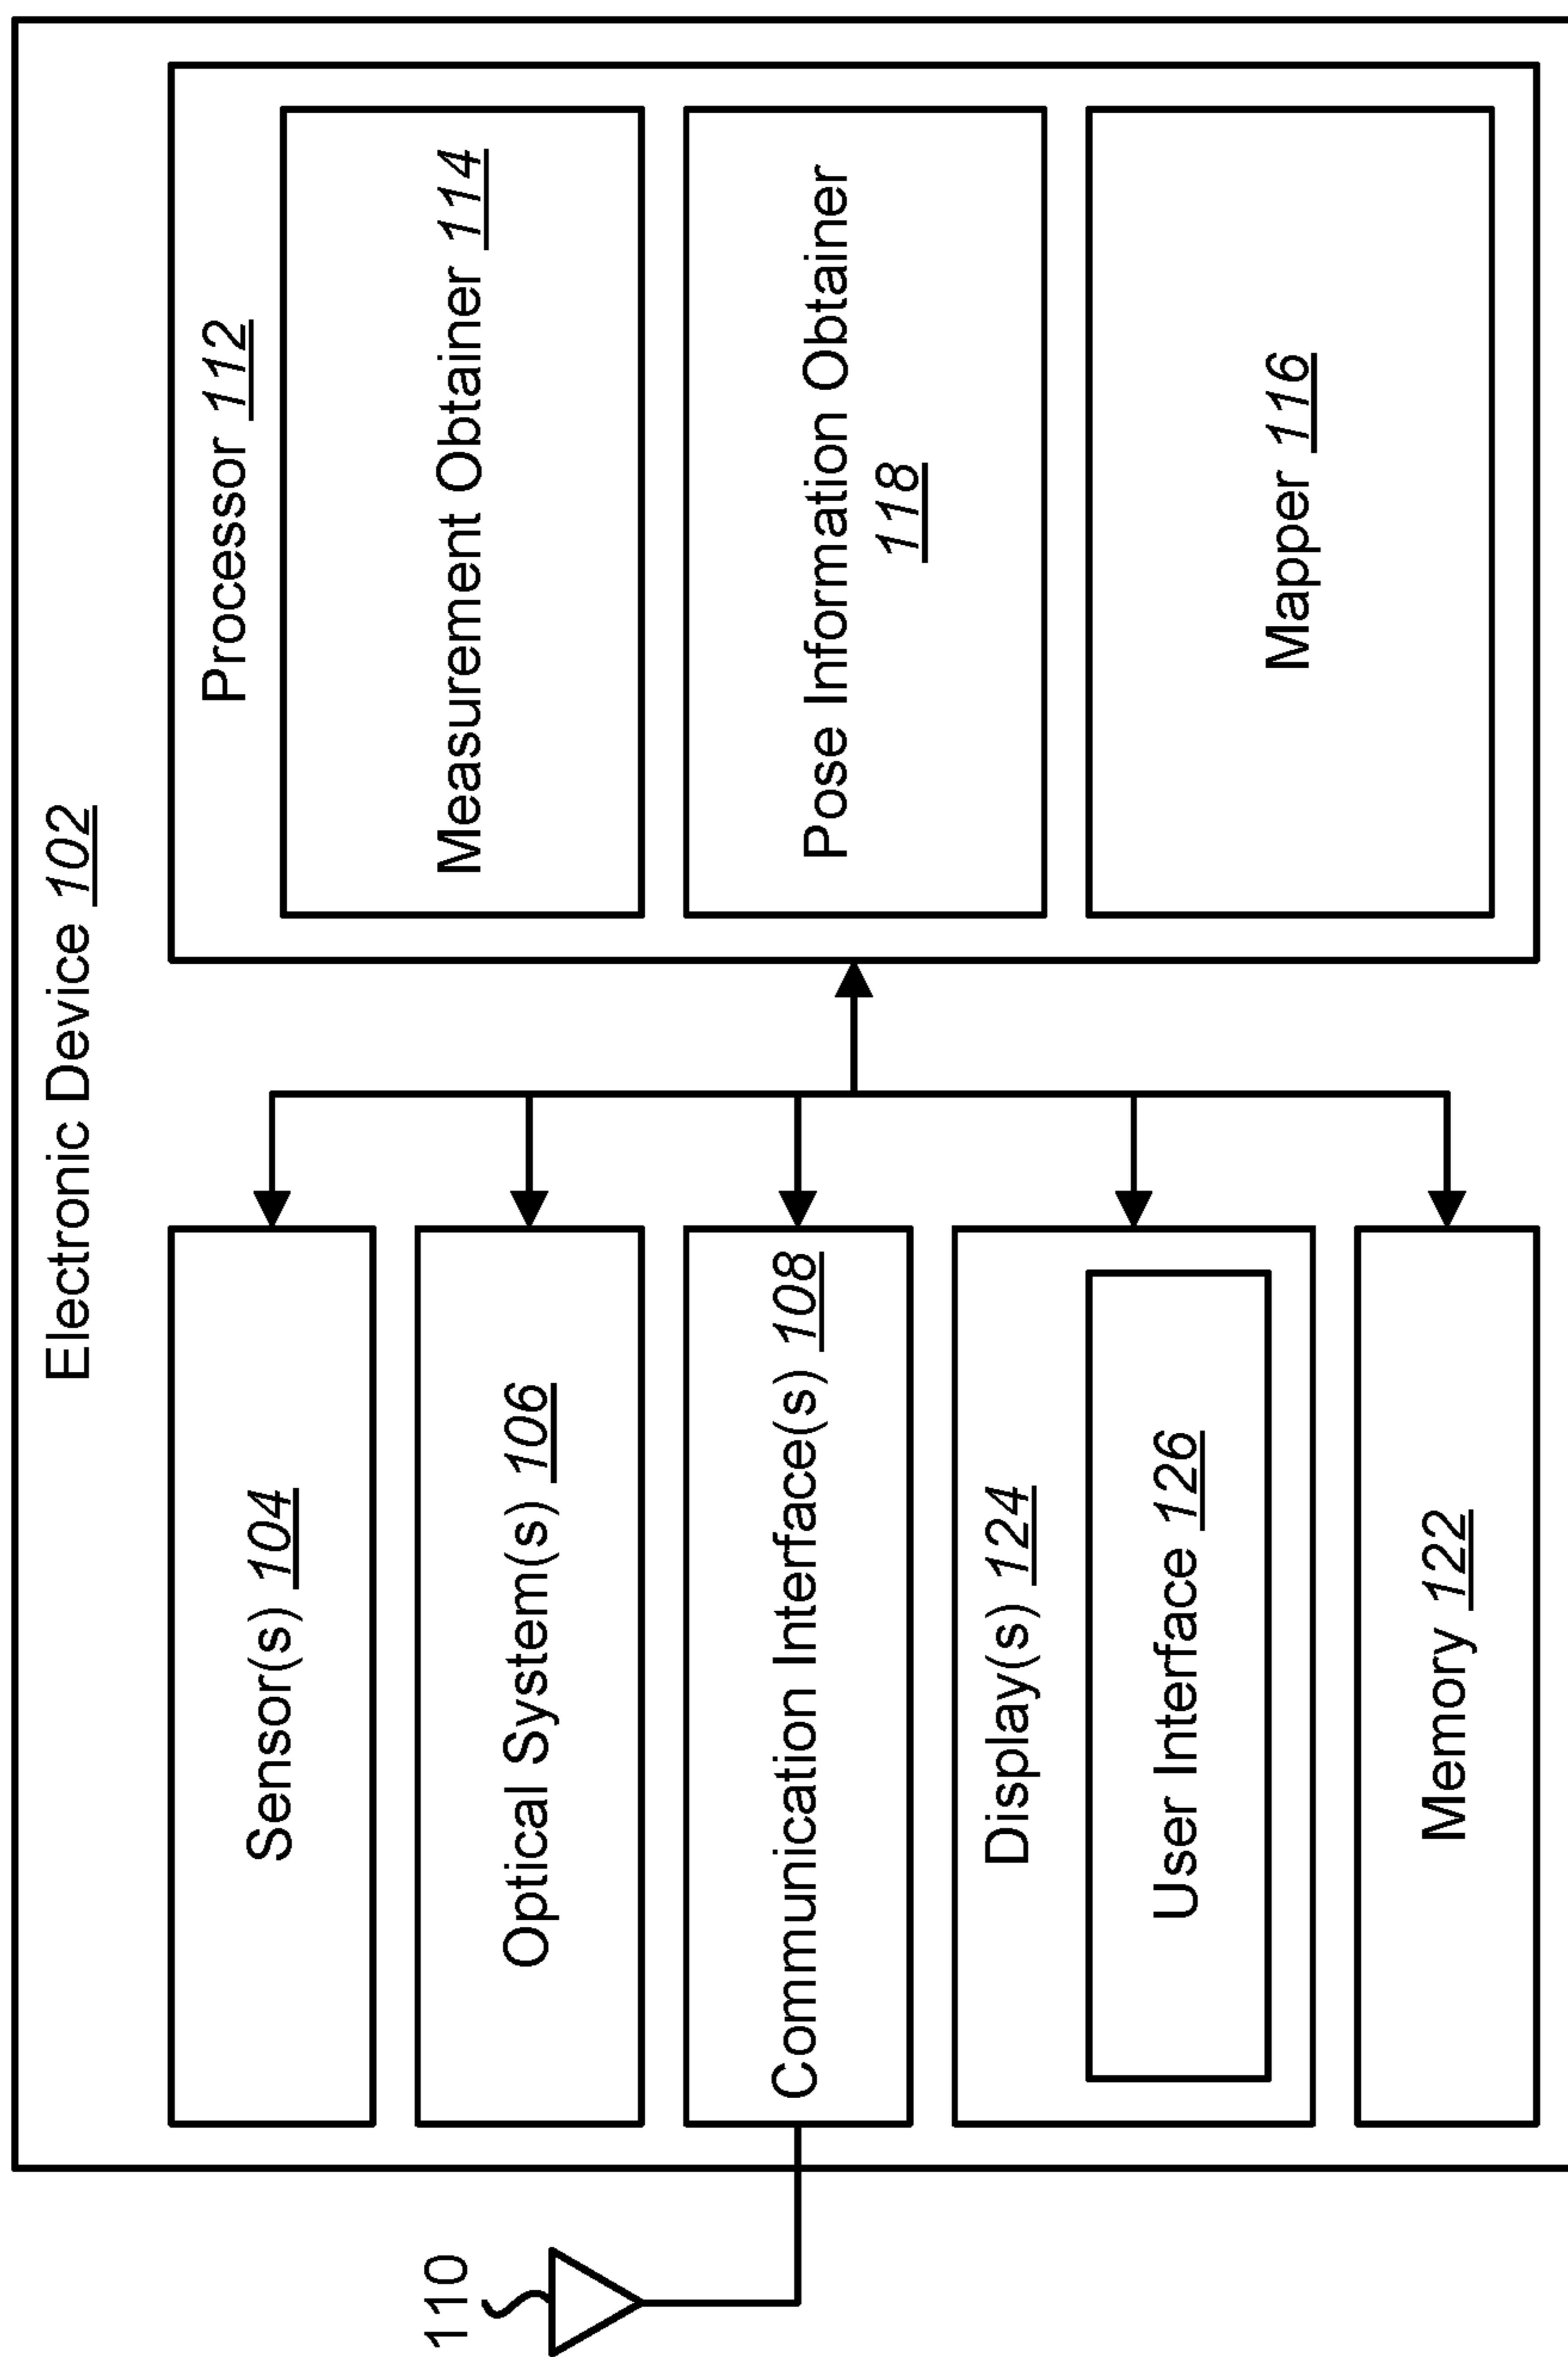 Electronic Device 102
Sensor(s) 104
Optical System(s) 106
Communication Interface(s) 108
Display(s) 124
User Interface 126
Memory 122
110
Processor 112
Measurement Obtainer 114
Pose Information Obtainer
118
Mapper 116